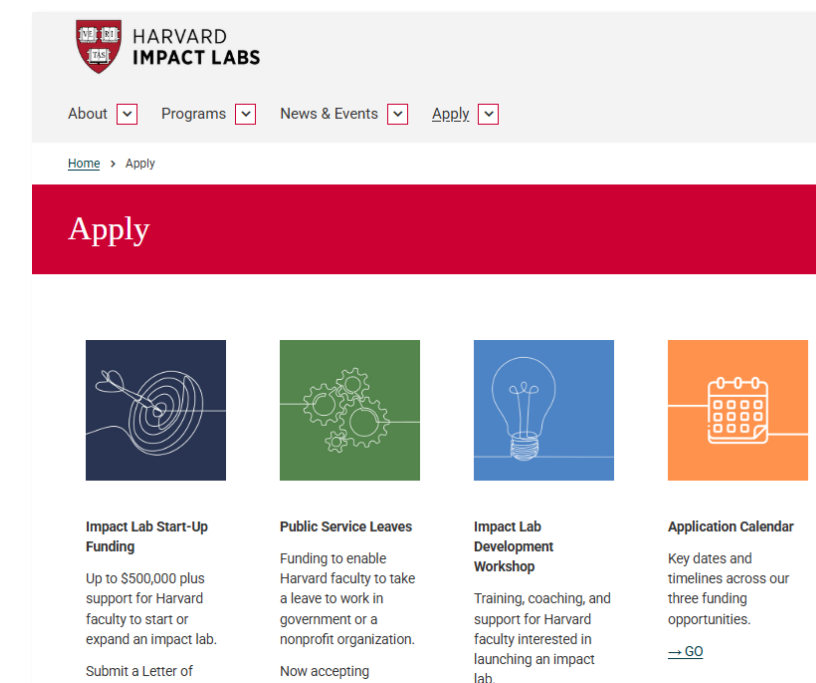 VE RI
TAS
HARVARD
IMPACT LABS
About
Programs
News & Events
Apply
Home > Apply
Apply
Impact Lab Start-Up
Funding
Up to $500,000 plus
support for Harvard
faculty to start or
expand an impact lab.
Submit a Letter of
Public Service Leaves
Funding to enable
Harvard faculty to take
a leave to work in
government or a
nonprofit organization.
Now accepting
Impact Lab
Development
Workshop
Training, coaching, and
support for Harvard
faculty interested in
launching an impact
lab.
Application Calendar
Key dates and
timelines across our
three funding
opportunities.
→ GO